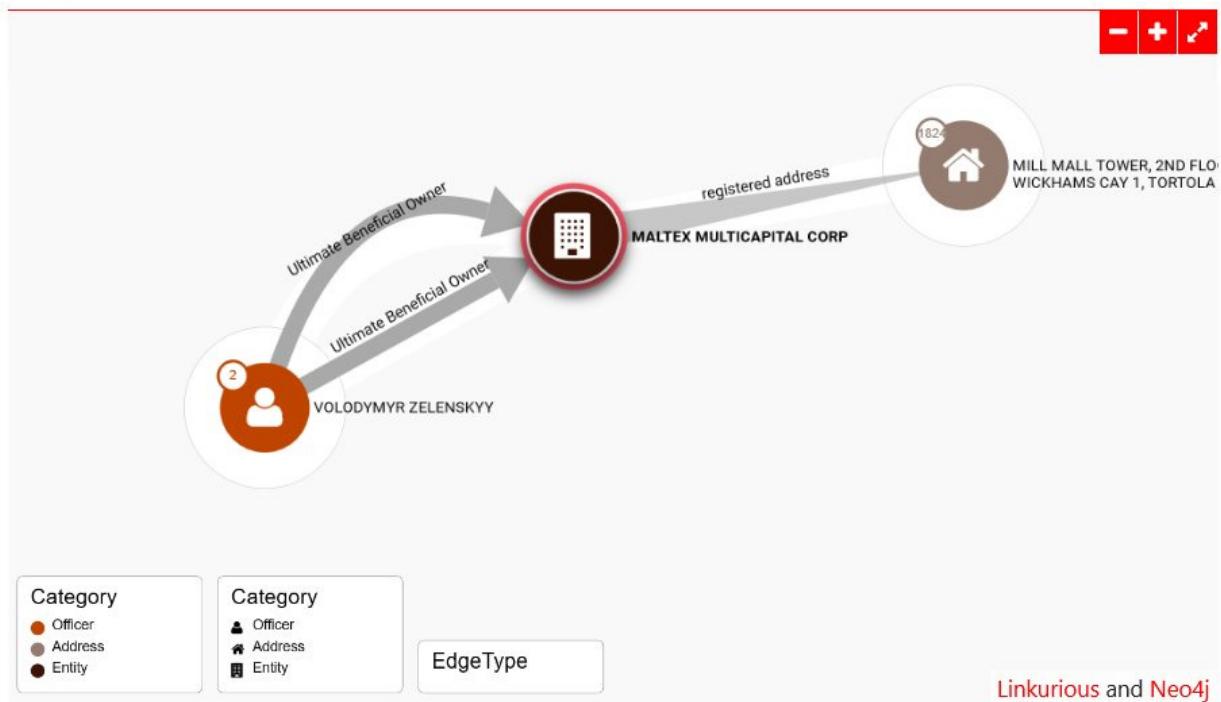 1824
MILL MALL TOWER, 2ND FLO
WICKHAMS CAY 1, TORTOLA
registered address
MALTEX MULTICAPITAL CORP
Ultimate Beneficial Owner
Ultimate Beneficial Owner
2
VOLODYMYR ZELENSKYY
Category
Officer
Address
Entity
Category
Officer
Address
Entity
EdgeType
Linkurious and Neo4j